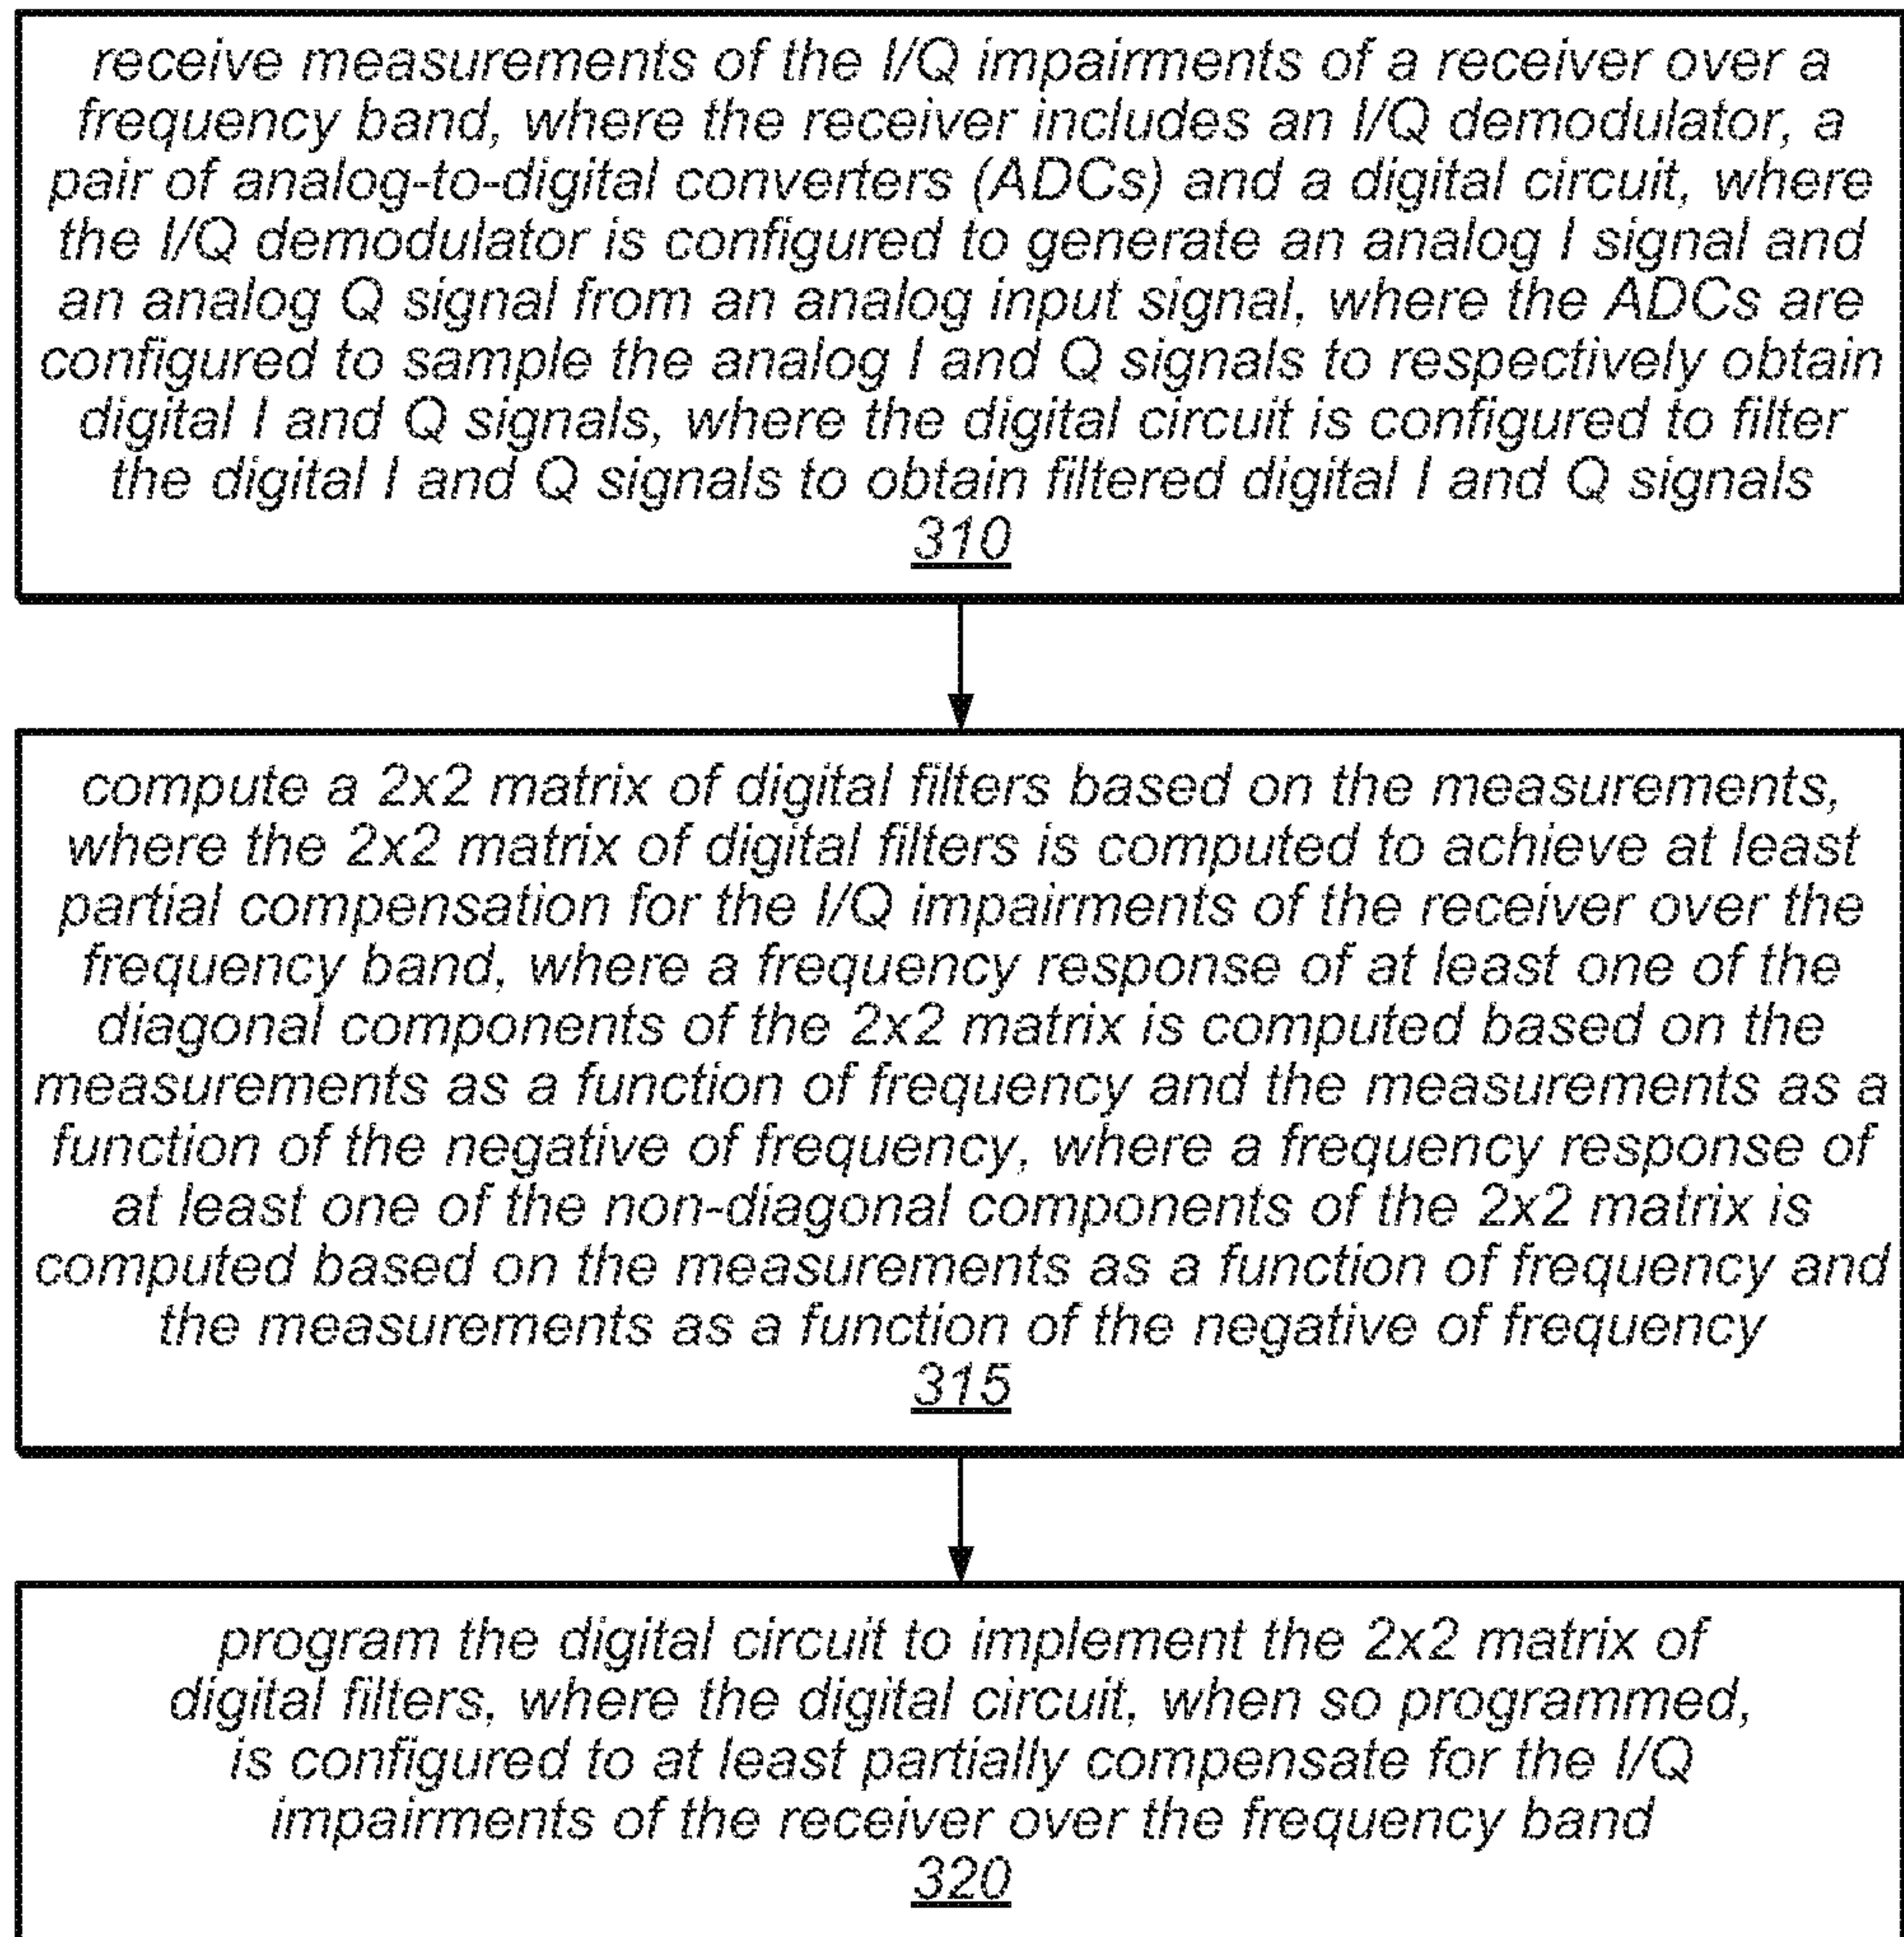 receive measurements of the I/Q impairments of a receiver over a
frequency band, where the receiver includes an I/Q demodulator, a
pair of analog-to-digital converters (ADCs) and a digital circuit, where
the I/Q demodulator is configured to generate an analog I signal and
an analog Q signal from an analog input signal, where the ADCs are
configured to sample the analog I and Q signals to respectively obtain
digital I and Q signals, where the digital circuit is configured to filter
the digital I and Q signals to obtain filtered digital I and Q signals
310
compute a 2x2 matrix of digital filters based on the measurements,
where the 2x2 matrix of digital filters is computed to achieve at least
partial compensation for the I/Q impairments of the receiver over the
frequency band, where a frequency response of at least one of the
diagonal components of the 2x2 matrix is computed based on the
measurements as a function of frequency and the measurements as a
function of the negative of frequency, where a frequency response of
at least one of the non-diagonal components of the 2x2 matrix is
computed based on the measurements as a function of frequency and
the measurements as a function of the negative of frequency
315
program the digital circuit to implement the 2x2 matrix of
digital filters, where the digital circuit, when so programmed,
is configured to at least partially compensate for the I/Q
impairments of the receiver over the frequency band
320